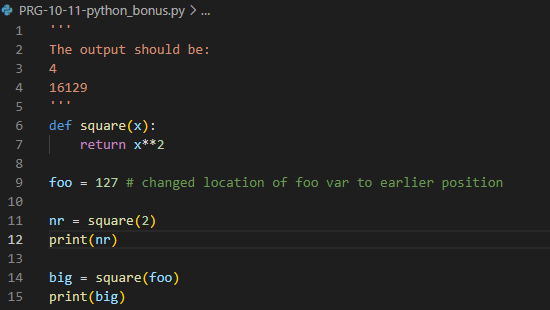 PRG-10-11-python_bonus.py > ...
1 '''
2 The output should be:
3 4
4 16129
5 '''
6 def square(x):
7     return x**2
8
9 foo = 127 # changed location of foo var to earlier position
10
11 nr = square(2)
12 print(nr)
13
14 big = square(foo)
15 print(big)